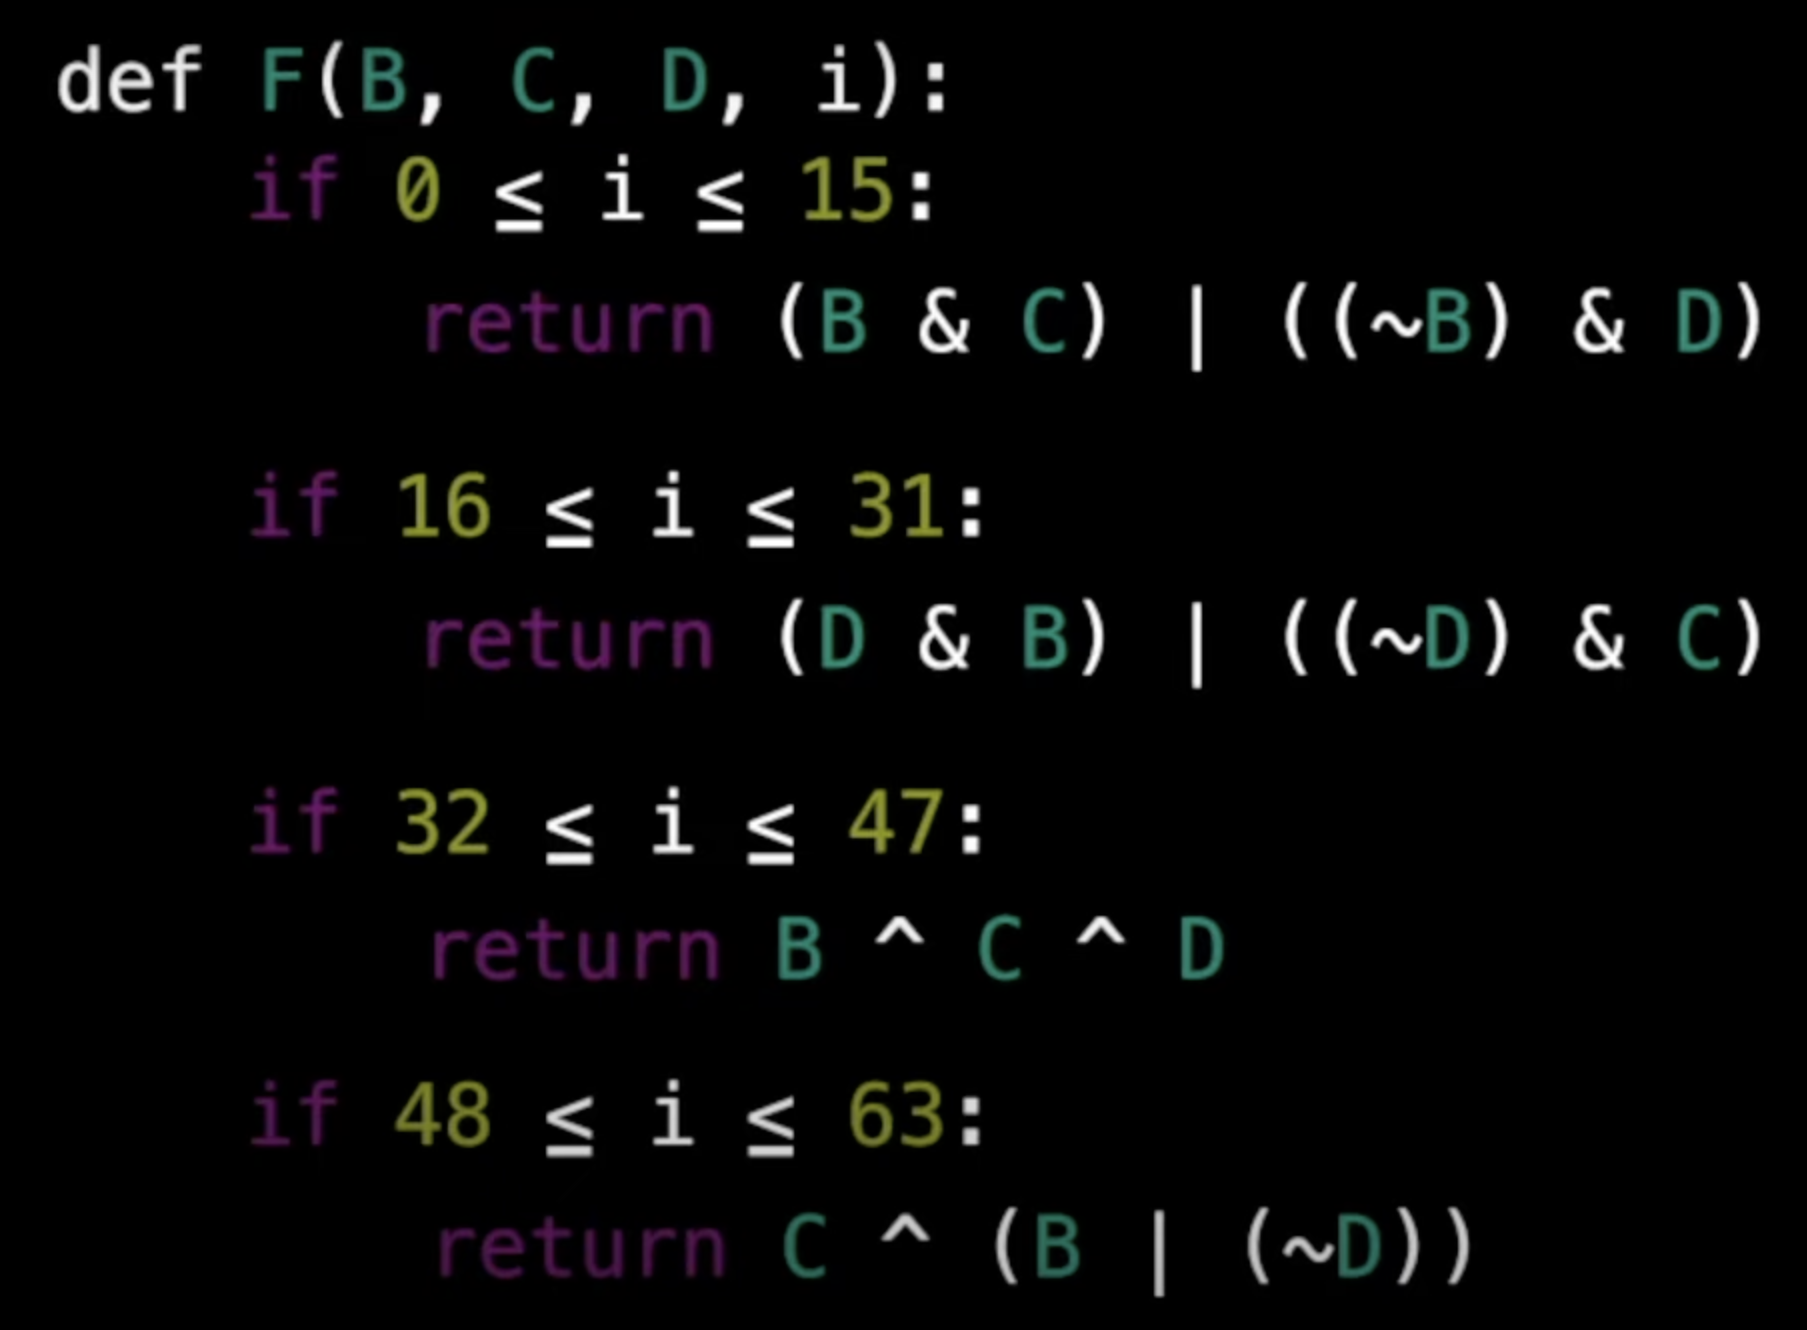 def F(B, C, D, i):
if 0 ≤ i ≤ 15:
return (B & C) | ((~B) & D)
if 16 ≤ i ≤ 31:
return (D & B) | ((~D) & C)
if 32 ≤ i ≤ 47:
return B ^ C ^ D
if 48 ≤ i ≤ 63:
return C ^ (B | (~D))